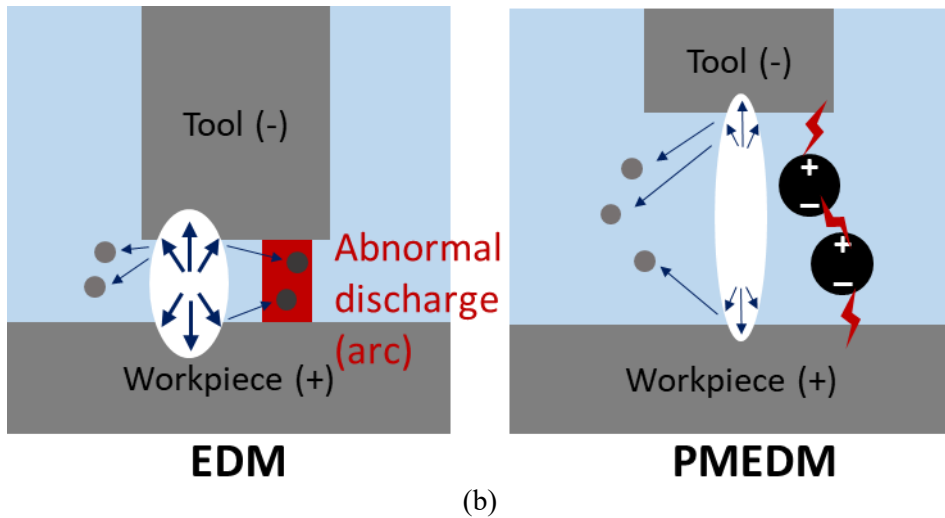 Tool (-)
Abnormal
discharge
(arc)
Workpiece (+)
EDM
Tool (-)
+
−
+
−
Workpiece (+)
PMEDM
(b)